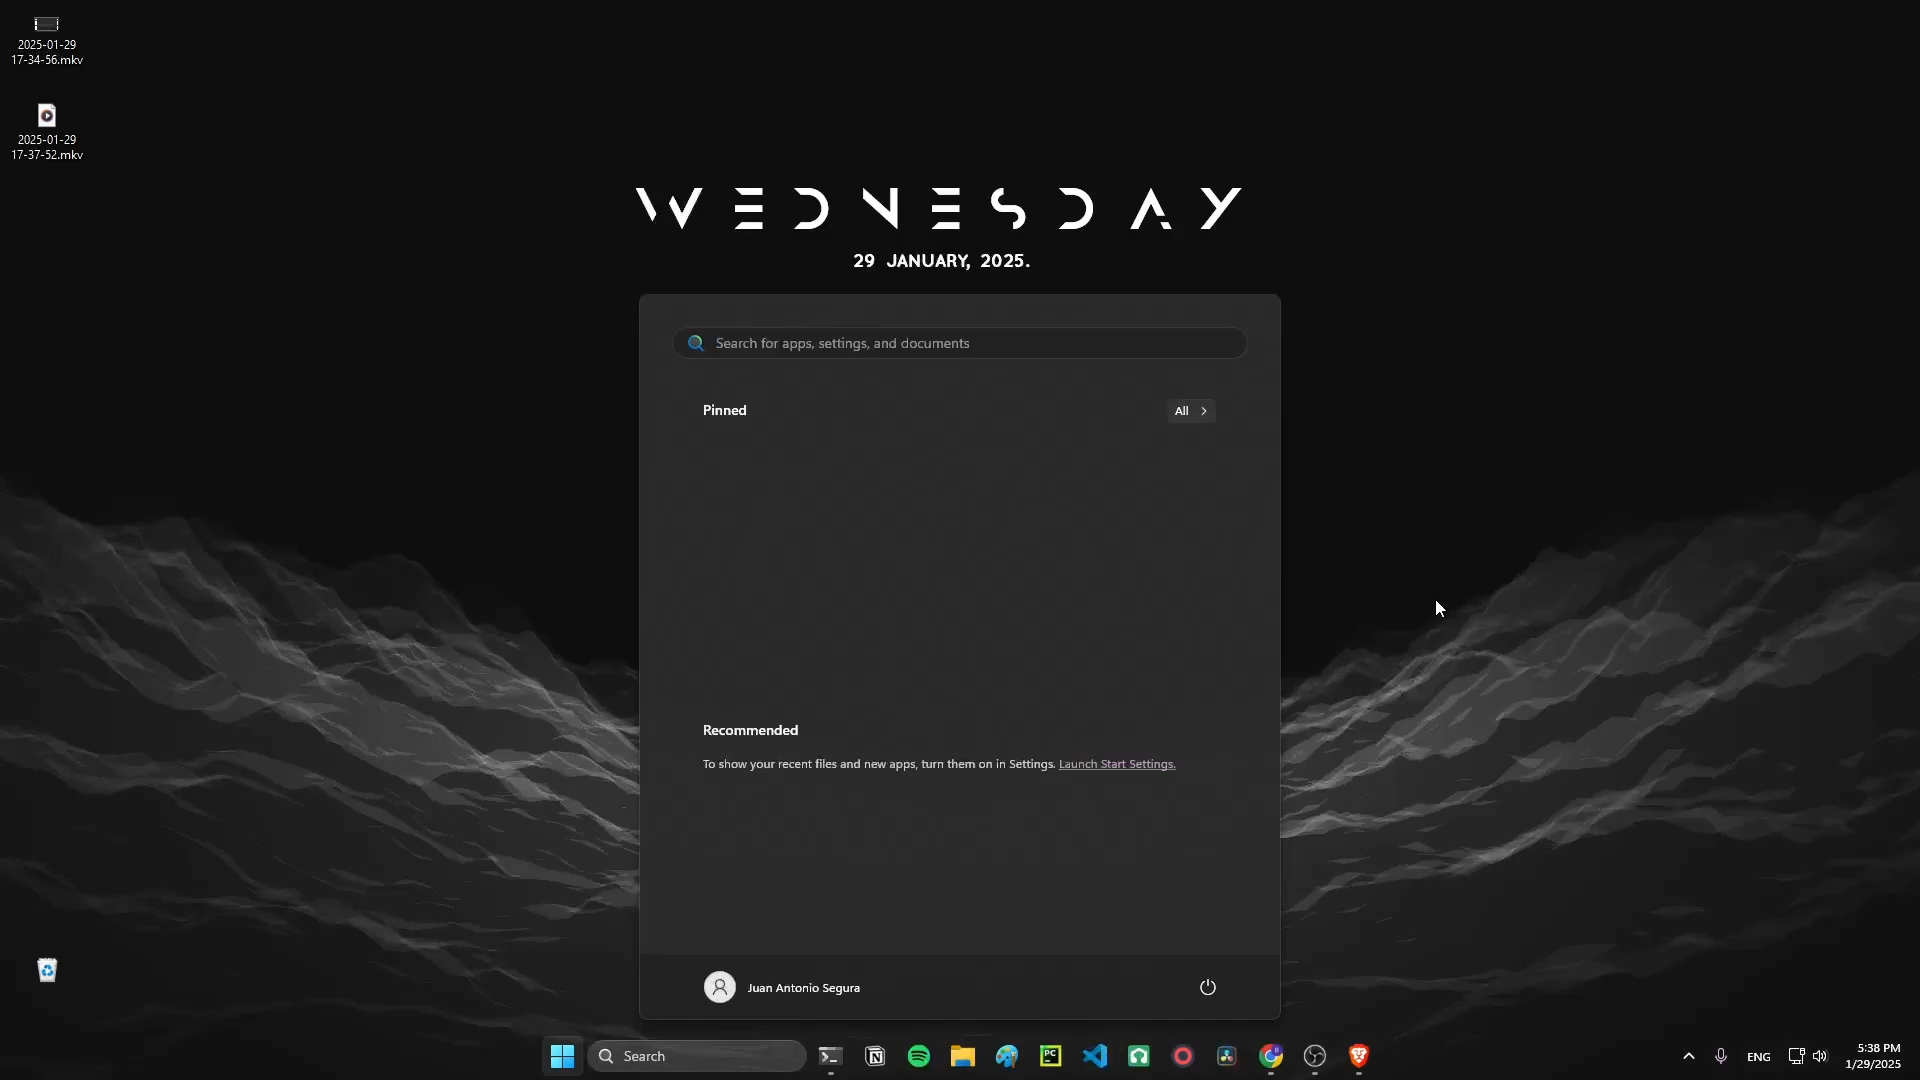 2025-01-29
17-34-56.mkv
2025-01-29
17-37-52.mkv
WEDNESDAY
29 JANUARY, 2025.
Search for apps, settings, and documents
Pinned
All
Recommended
To show your recent files and new apps, turn them on in Settings. Launch Start Settings.
Juan Antonio Segura
Search
PC
ENG
5:38 PM
1/29/2025